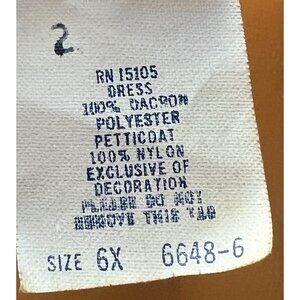 2
RN 15105
DRESS
100% DACRON
POLYESTER
PETTICOAT
100% NYLON
EXCLUSIVE OF
DECORATION
PLEASE DO NOT
REMOVE THIS TAG
SIZE 6X 6648-6